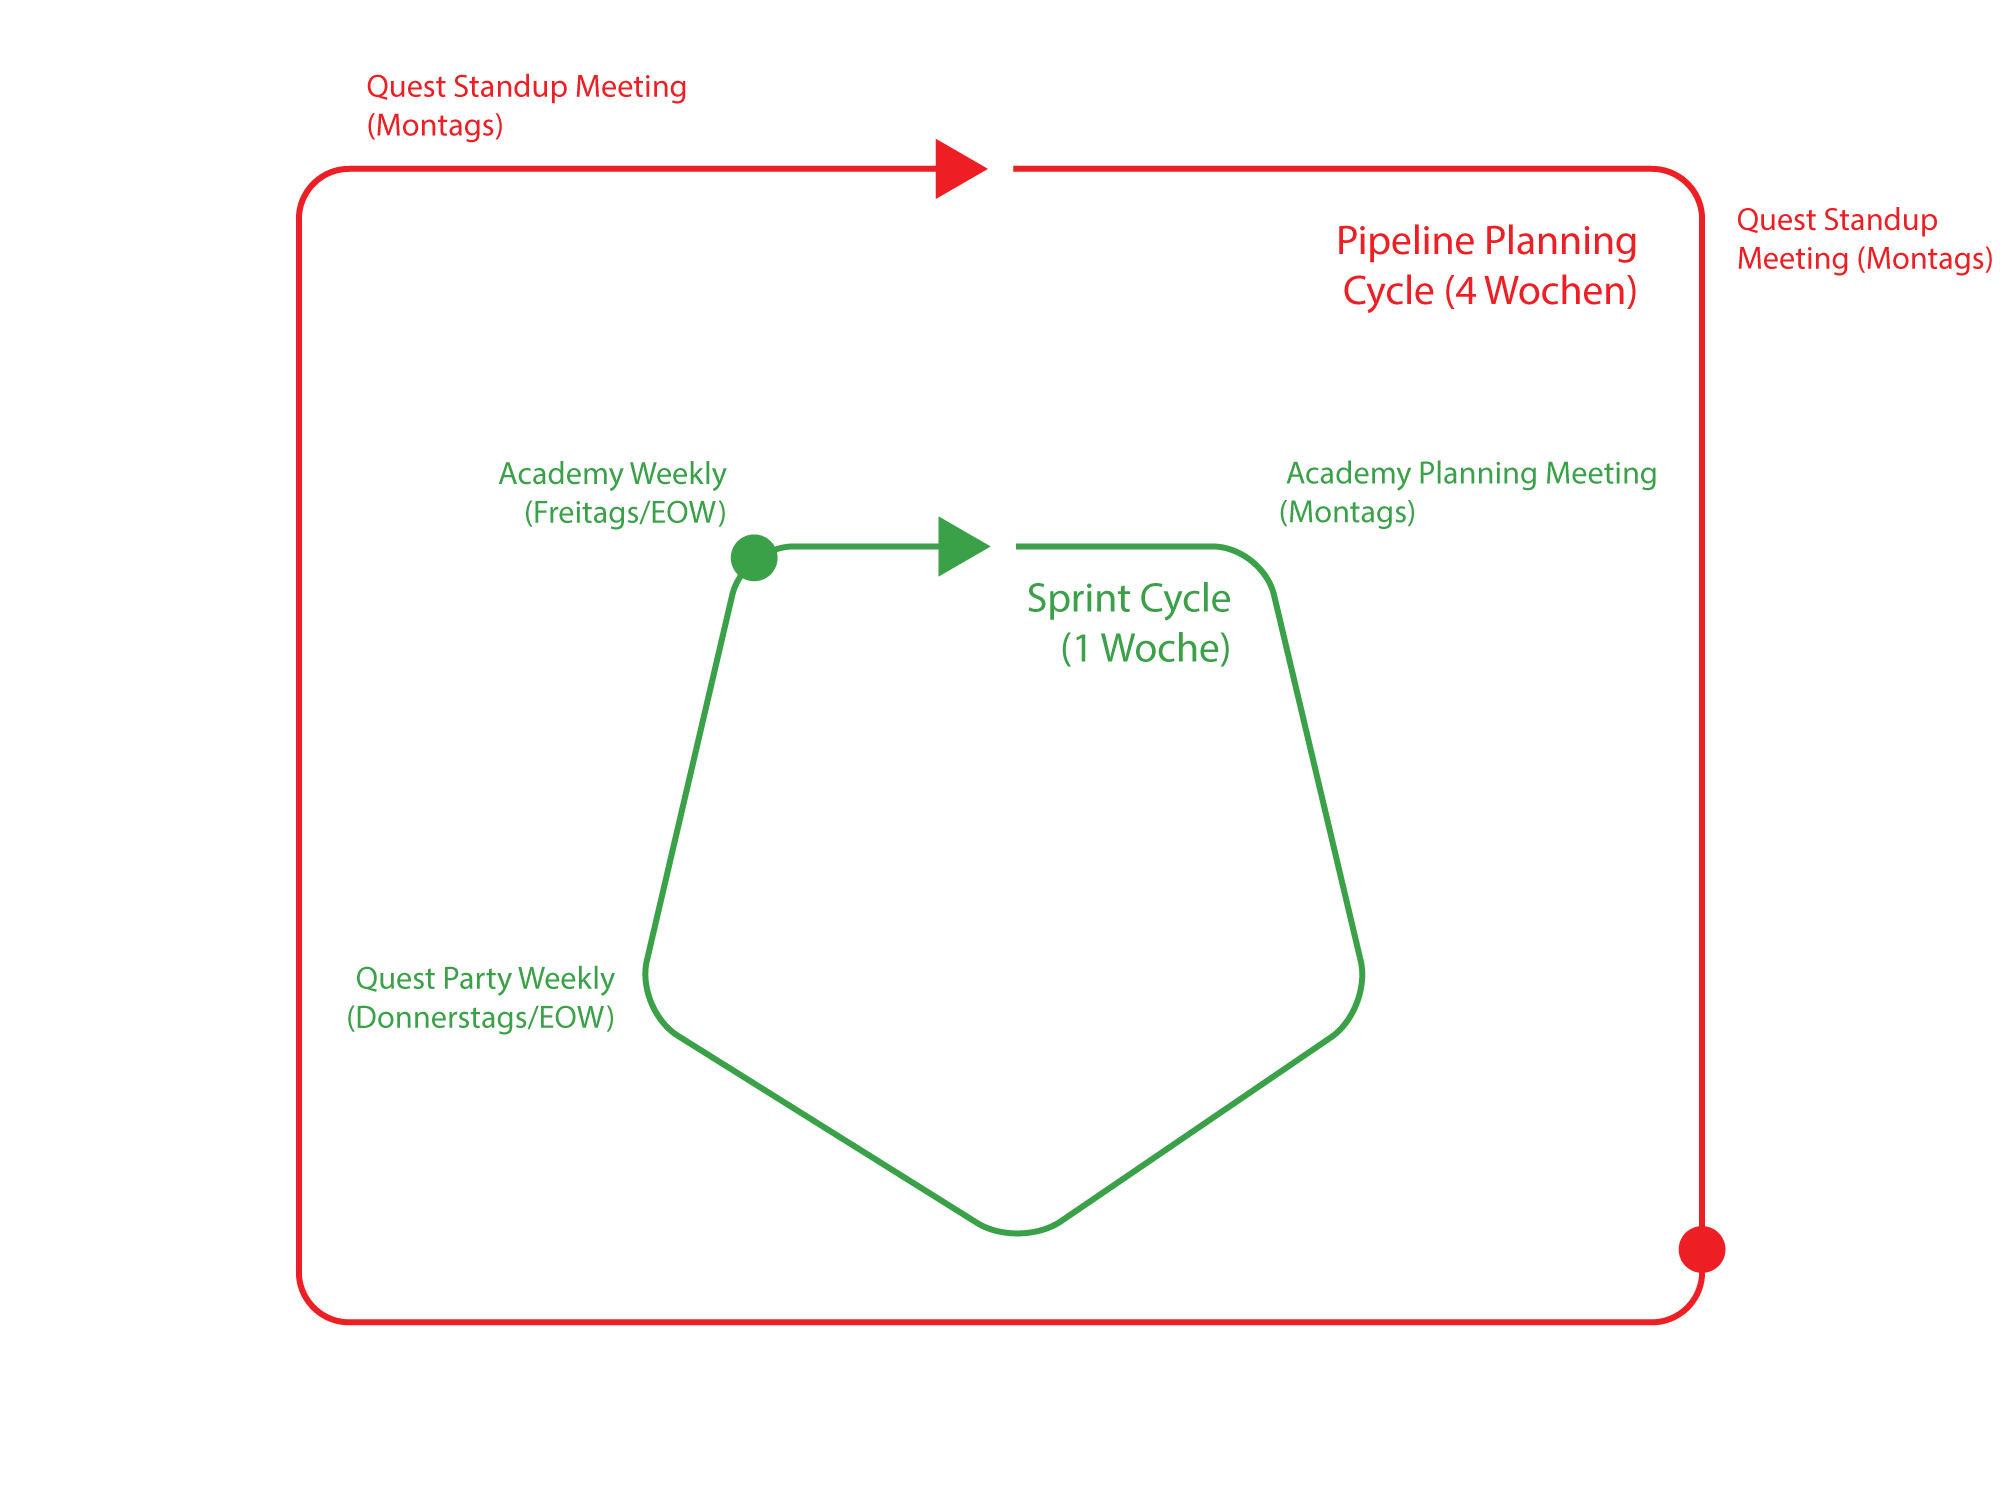 Quest Standup Meeting
(Montags)
Quest Standup
Meeting (Montags)
Pipeline Planning
Cycle (4 Wochen)
Academy Weekly
(Freitags/EOW)
Academy Planning Meeting
(Montags)
Sprint Cycle
(1 Woche)
Quest Party Weekly
(Donnerstags/EOW)